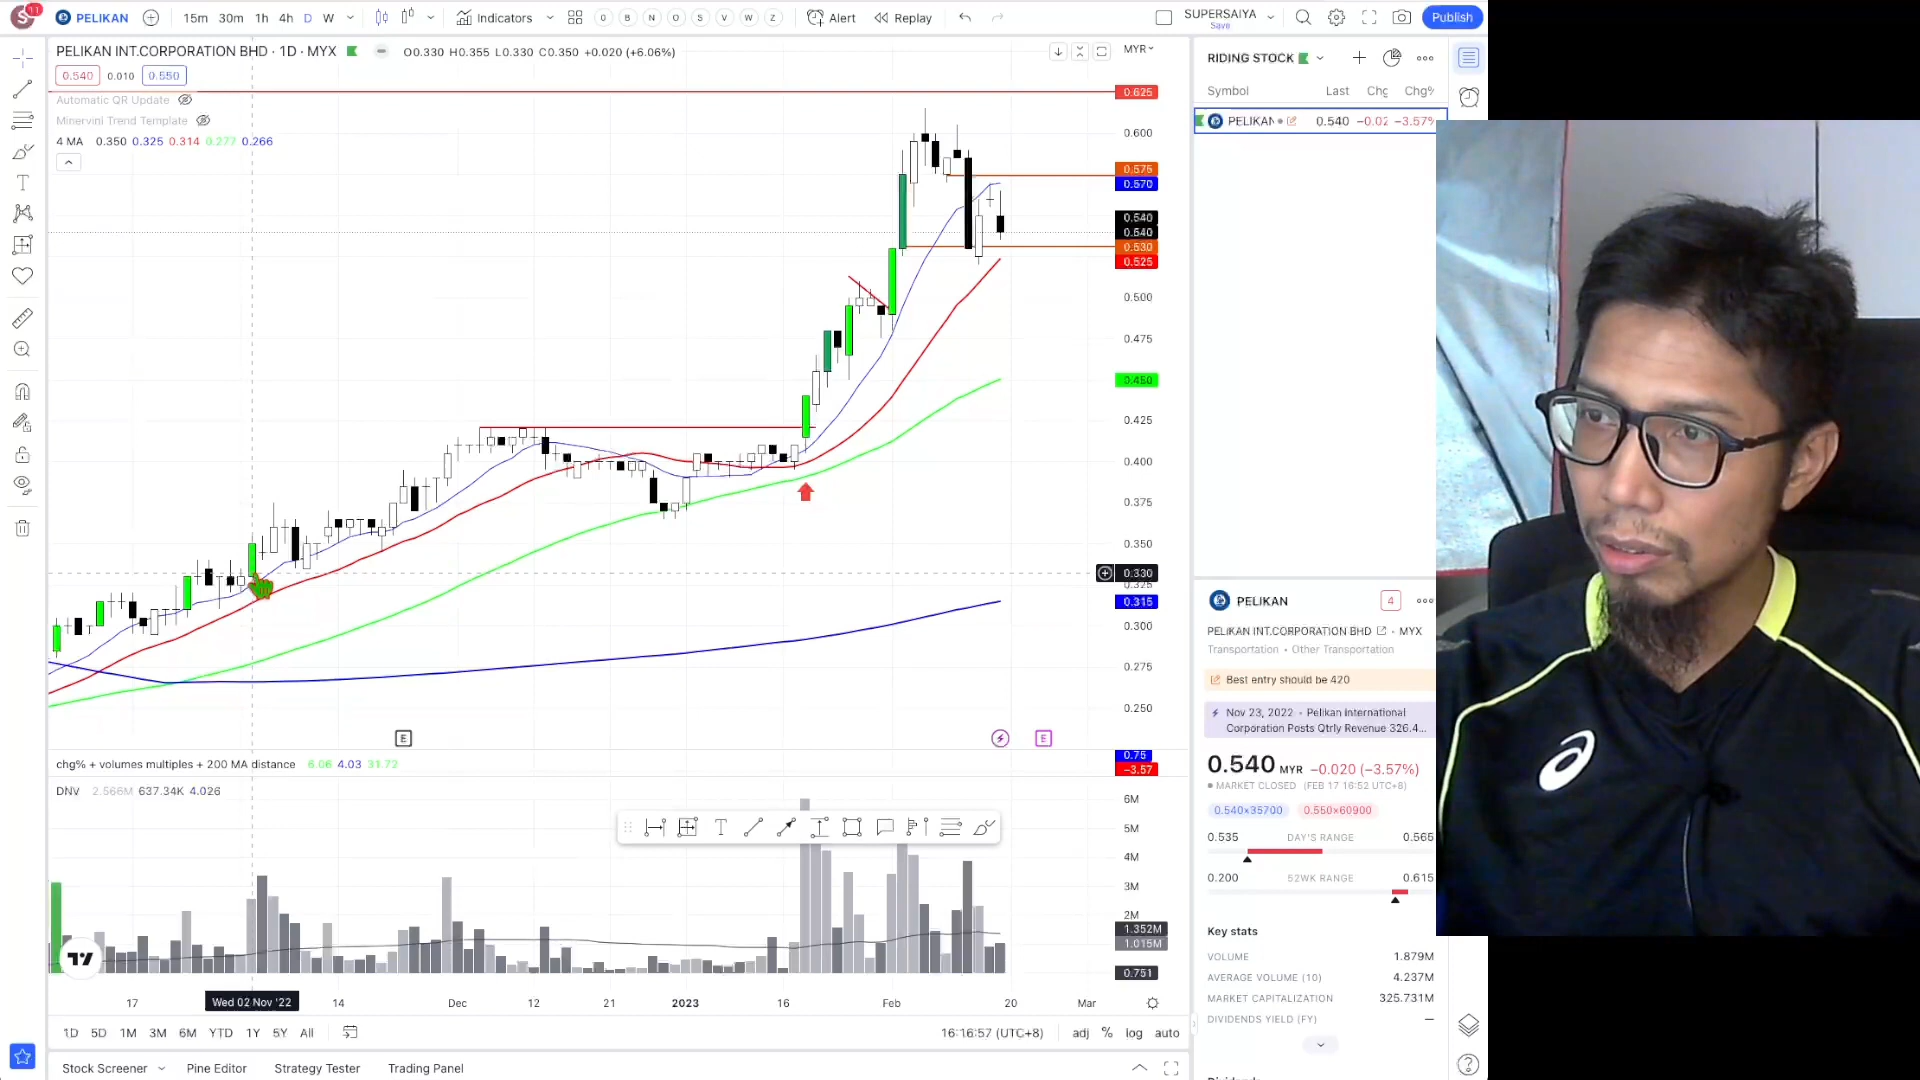 11
PELIKAN
15m 30m 1h 4h D W
Indicators
O B N O S V W Z
Alert
Replay
SUPERSAIYA
Save
Publish
PELIKAN INT.CORPORATION BHD · 1D · MYX
O0.330 H0.355 L0.330 C0.350 +0.020 (+6.06%)
0.540 0.010 0.550
Automatic QR Update
Minervini Trend Template
4 MA 0.350 0.325 0.314 0.277 0.266
MYR
0.625
0.600
0.575
0.570
0.540
0.540
0.530
0.525
0.500
0.475
0.450
0.425
0.400
0.375
0.350
0.330
0.325
0.315
0.300
0.275
0.250
E
E
chg% + volumes multiples + 200 MA distance 6.06 4.03 31.72
0.75
−3.57
DNV 2.566M 637.34K 4.026
T
6M
5M
4M
3M
2M
1.352M
1.015M
0.751
17 Wed 02 Nov '22 14 Dec 12 21 2023 16 Feb 20 Mar
1D 5D 1M 3M 6M YTD 1Y 5Y All
16:16:57 (UTC+8)
adj % log auto
Stock Screener Pine Editor Strategy Tester Trading Panel
RIDING STOCK
Symbol Last Chg Chg%
PELIKAN 0.540 −0.02 −3.57%
PELIKAN
4
PELIKAN INT.CORPORATION BHD · MYX
Transportation · Other Transportation
Best entry should be 420
Nov 23, 2022 · Pelikan International
Corporation Posts Qtrly Revenue 326.4...
0.540 MYR −0.020 (−3.57%)
MARKET CLOSED (FEB 17 16:52 UTC+8)
0.540×35700 0.550×60900
0.535 DAY'S RANGE 0.565
0.200 52WK RANGE 0.615
Key stats
VOLUME 1.879M
AVERAGE VOLUME (10) 4.237M
MARKET CAPITALIZATION 325.731M
DIVIDENDS YIELD (FY) —